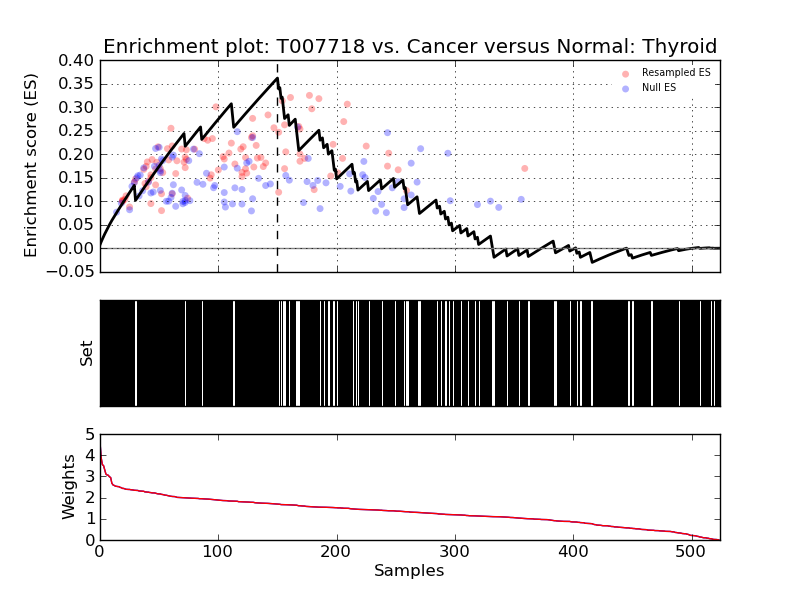 Enrichment plot: T007718 vs. Cancer versus Normal: Thyroid
Enrichment score (ES)
0.40
0.35
0.30
0.25
0.20
0.15
0.10
0.05
0.00
−0.05
Resampled ES
Null ES
Set
Weights
5
4
3
2
1
0
0 100 200 300 400 500
Samples